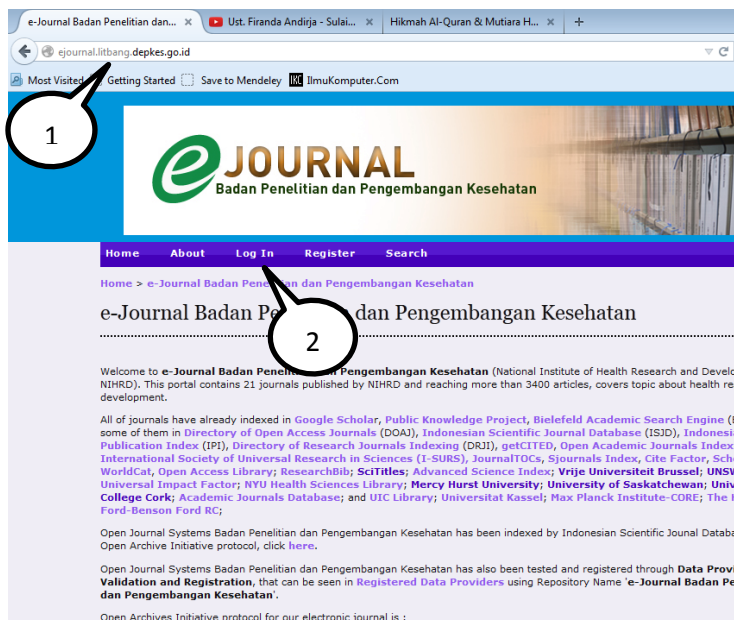 e-Journal Badan Penelitian dan...
Ust. Firanda Andirja - Sulai...
Hikmah Al-Quran & Mutiara H...
ejournal.litbang.depkes.go.id
Most Visited Getting Started Save to Mendeley IKC IlmuKomputer.Com
1
e JOURNAL
Badan Penelitian dan Pengembangan Kesehatan
Home About Log In Register Search
Home > e-Journal Badan Penelitian dan Pengembangan Kesehatan
e-Journal Badan Pe dan Pengembangan Kesehatan
2
Welcome to e-Journal Badan Penelitian dan Pengembangan Kesehatan (National Institute of Health Research and Develo
NIHRD). This portal contains 21 journals published by NIHRD and reaching more than 3400 articles, covers topic about health re
development.
All of journals have already indexed in Google Scholar, Public Knowledge Project, Bielefeld Academic Search Engine (
some of them in Directory of Open Access Journals (DOAJ), Indonesian Scientific Journal Database (ISJD), Indonesia
Publication Index (IPI), Directory of Research Journals Indexing (DRJI), getCITED, Open Academic Journals Index
International Society of Universal Research in Sciences (I-SURS), JournalTOCs, Sjournals Index, Cite Factor, Sch
WorldCat, Open Access Library; ResearchBib; SciTitles; Advanced Science Index; Vrije Universiteit Brussel; UNSW
Universal Impact Factor; NYU Health Sciences Library; Mercy Hurst University; University of Saskatchewan; Univ
College Cork; Academic Journals Database; and UIC Library; Universitat Kassel; Max Planck Institute-CORE; The
Ford-Benson Ford RC;
Open Journal Systems Badan Penelitian dan Pengembangan Kesehatan has been indexed by Indonesian Scientific Jounal Databa
Open Archive Initiative protocol, click here.
Open Journal Systems Badan Penelitian dan Pengembangan Kesehatan has also been tested and registered through Data Provi
Validation and Registration, that can be seen in Registered Data Providers using Repository Name 'e-Journal Badan Pe
dan Pengembangan Kesehatan'.
Open Archives Initiative protocol for our electronic journal is :